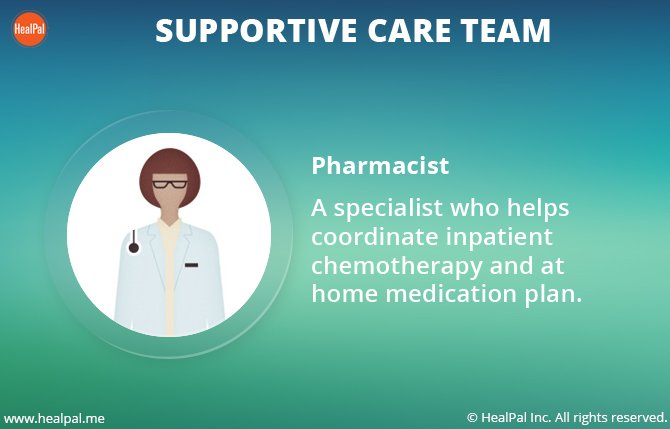 HealPal
SUPPORTIVE CARE TEAM
Pharmacist
A specialist who helps
coordinate inpatient
chemotherapy and at
home medication plan.
www.healpal.me
© HealPal Inc. All rights reserved.